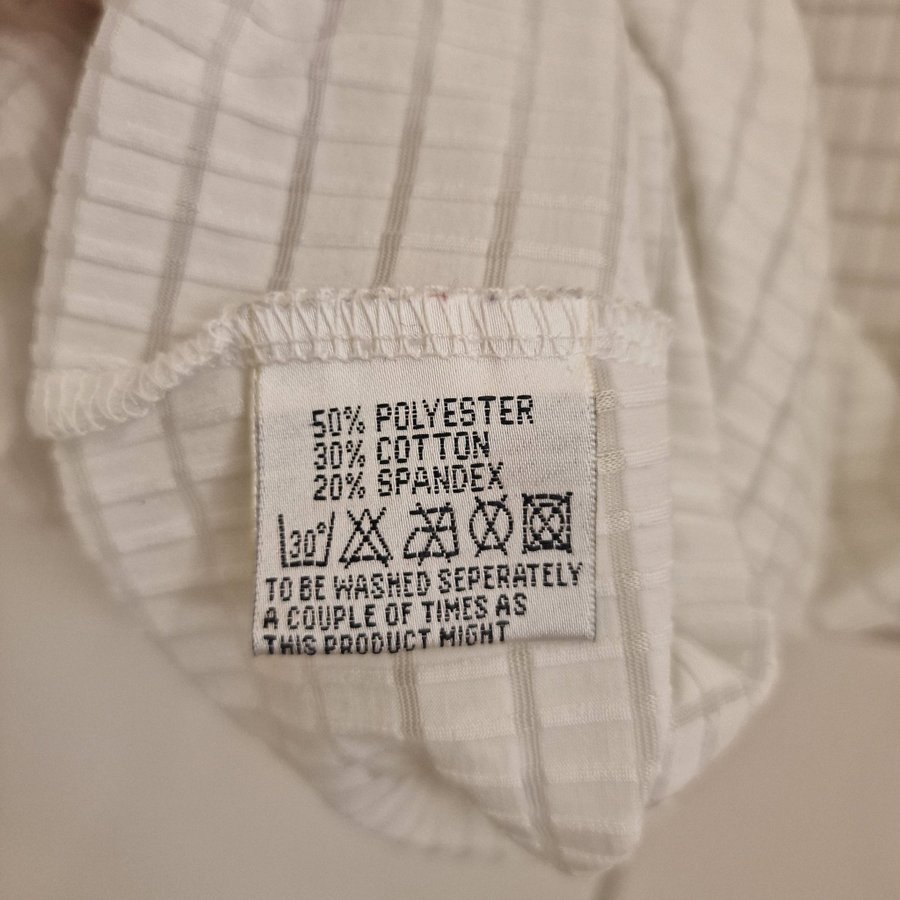 50% POLYESTER
30% COTTON
20% SPANDEX
30°
TO BE WASHED SEPERATELY
A COUPLE OF TIMES AS
THIS PRODUCT MIGHT